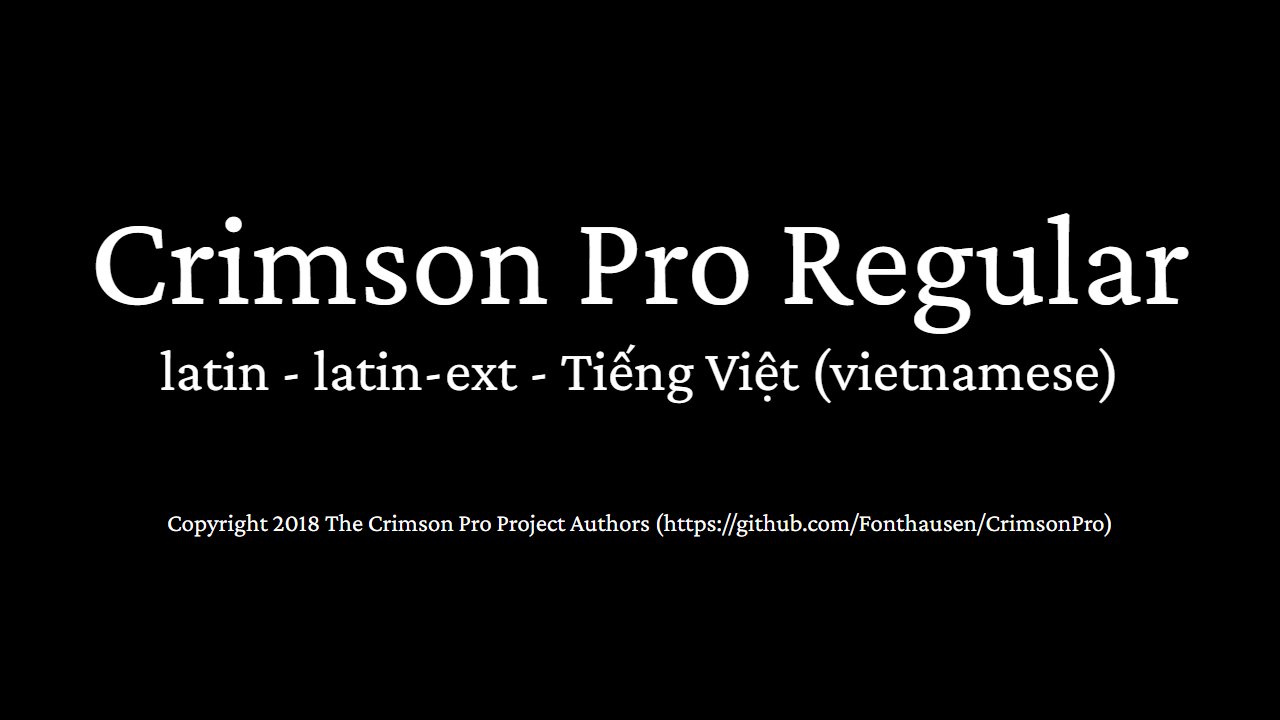 Crimson Pro Regular
latin - latin-ext - Tiếng Việt (vietnamese)
Copyright 2018 The Crimson Pro Project Authors (https://github.com/Fonthausen/CrimsonPro)